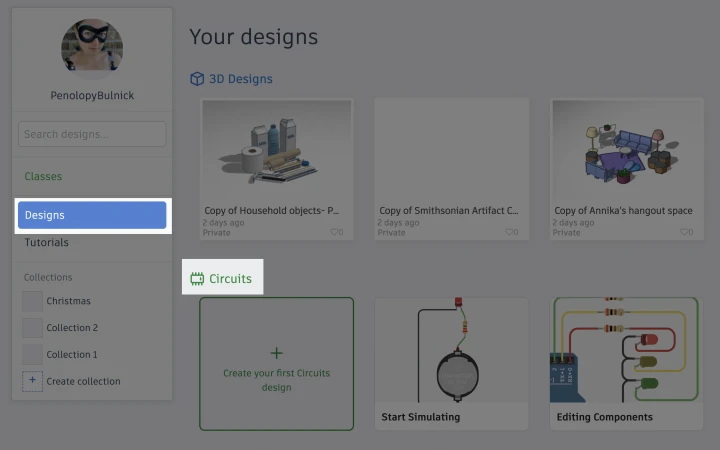 PenolopyBulnick
Search designs...
Classes
Designs
Tutorials
Collections
Christmas
Collection 2
Collection 1
+ Create collection
Your designs
3D Designs
Copy of Household objects- P...
2 days ago
Private
0
Copy of Smithsonian Artifact C...
2 days ago
Private
0
Copy of Annika's hangout space
2 days ago
Private
0
Circuits
+
Create your first Circuits
design
Start Simulating
Editing Components